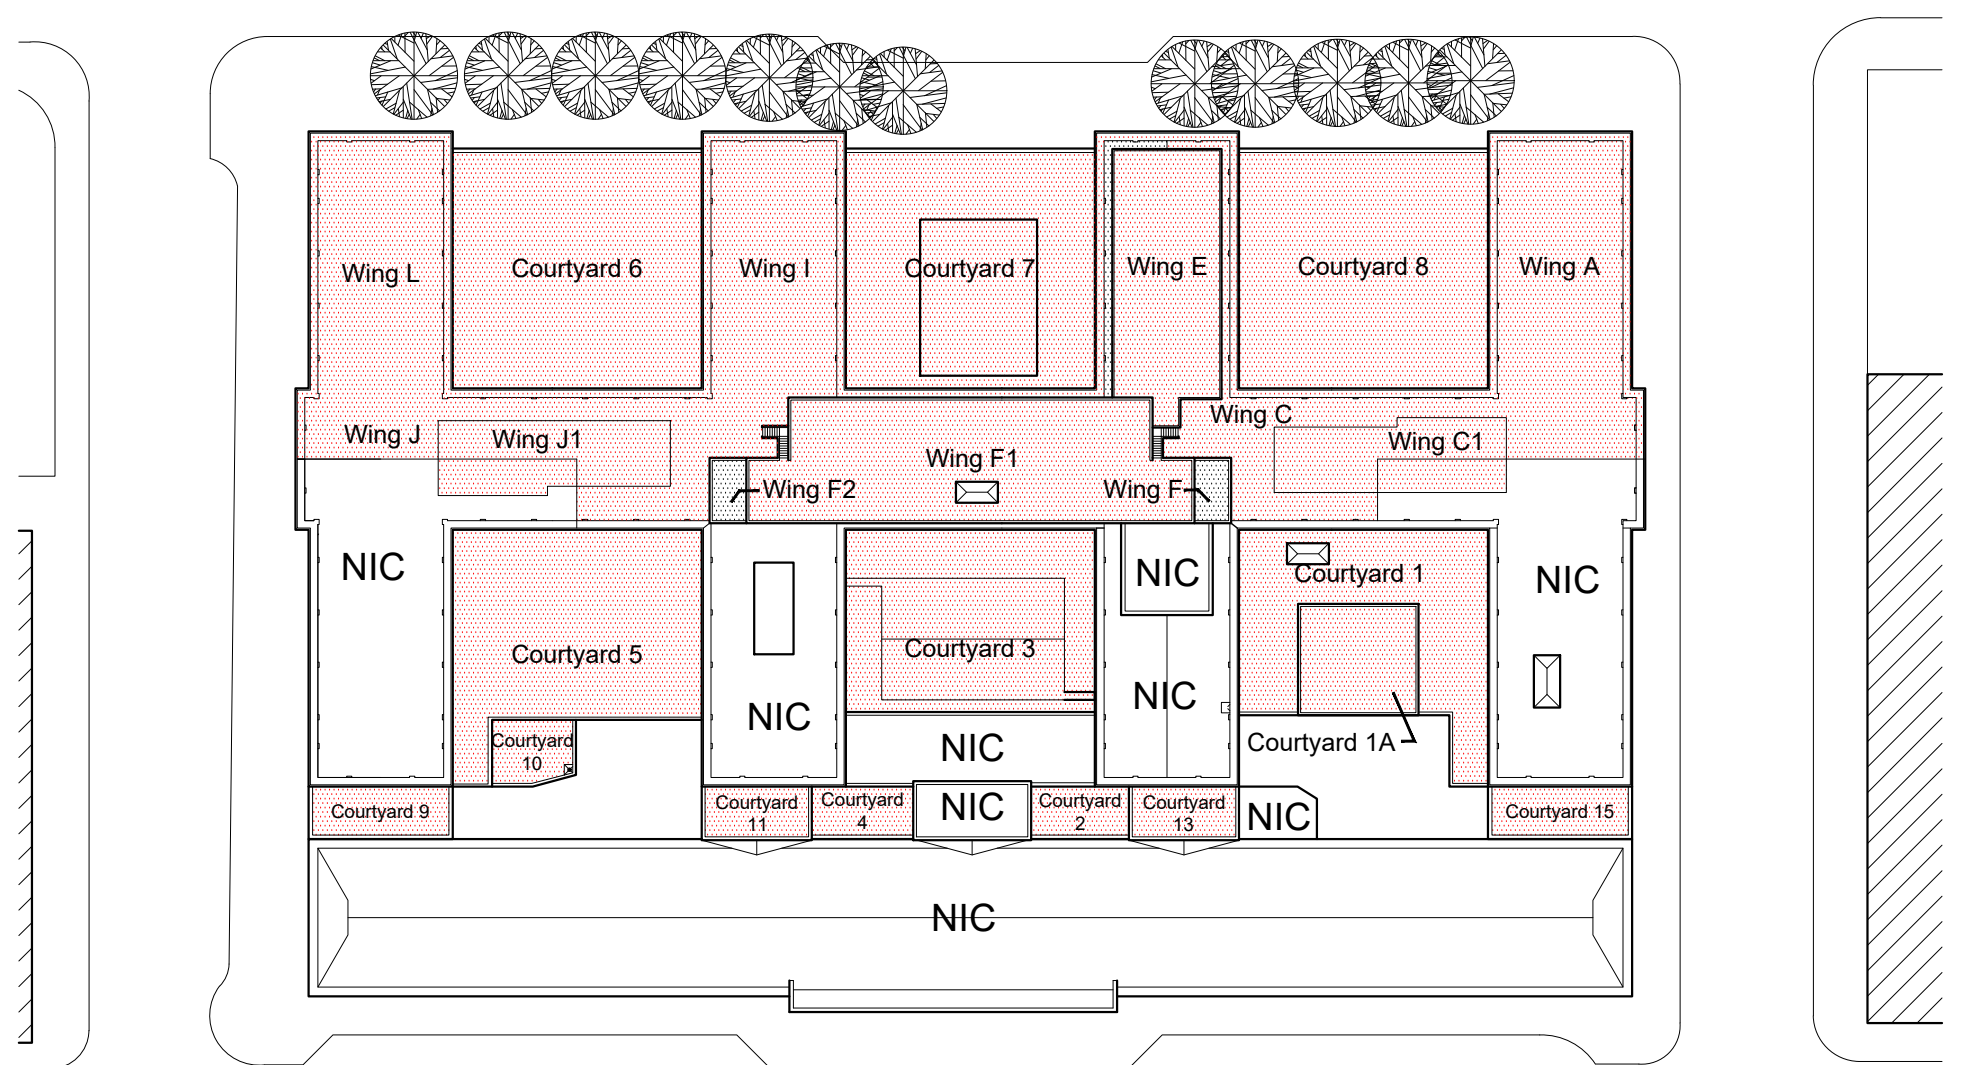 Wing L
Courtyard 6
Wing I
Courtyard 7
Wing E
Courtyard 8
Wing A
Wing J
Wing J1
Wing F1
Wing C
Wing C1
Wing F2
Wing F
NIC
Courtyard 5
NIC
Courtyard 3
NIC
NIC
Courtyard 1
NIC
Courtyard
10
NIC
Courtyard 1A
Courtyard 9
Courtyard
11
Courtyard
4
NIC
Courtyard
2
Courtyard
13
NIC
Courtyard 15
NIC